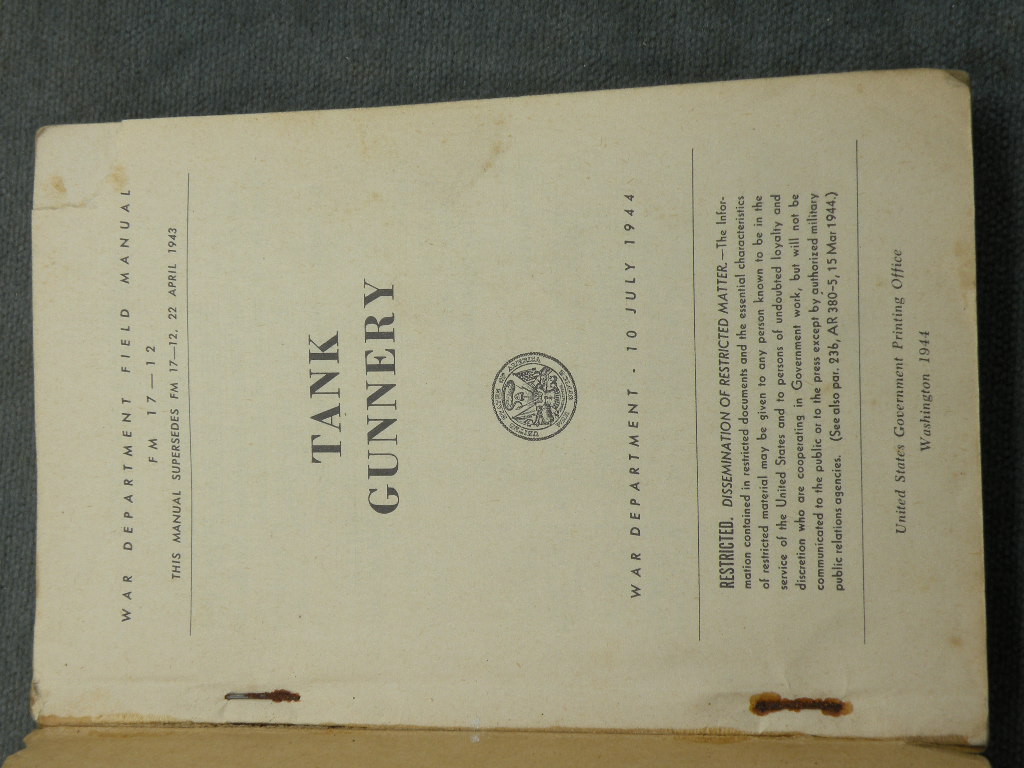 WAR DEPARTMENT FIELD MANUAL
FM 17—12
THIS MANUAL SUPERSEDES FM 17—12, 22 APRIL 1943
TANK
GUNNERY
WAR DEPARTMENT - 10 JULY 1944
RESTRICTED. DISSEMINATION OF RESTRICTED MATTER.—The infor-
mation contained in restricted documents and the essential characteristics
of restricted material may be given to any person known to be in the
service of the United States and to persons of undoubted loyalty and
discretion who are cooperating in Government work, but will not be
communicated to the public or to the press except by authorized military
public relations agencies. (See also par. 23b, AR 380-5, 15 Mar 1944.)
United States Government Printing Office
Washington 1944